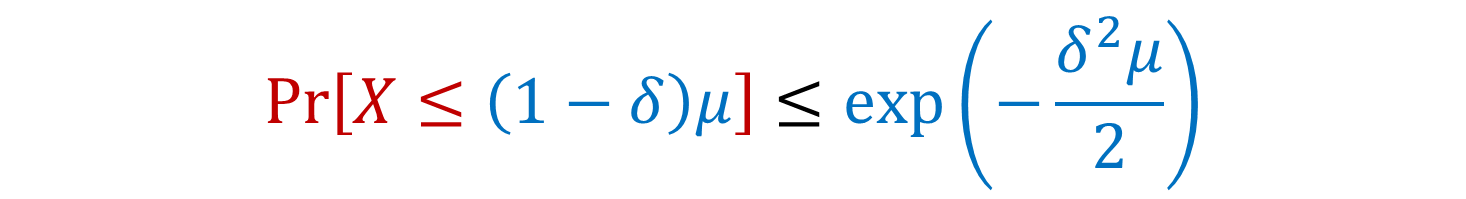 Pr[X ≤ (1 − δ)μ] ≤ exp(−δ²μ/2)